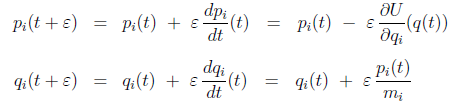 p_i(t+ε) = p_i(t) + ε dp_i/dt (t) = p_i(t) − ε ∂U/∂q_i (q(t))
q_i(t+ε) = q_i(t) + ε dq_i/dt (t) = q_i(t) + ε p_i(t)/m_i